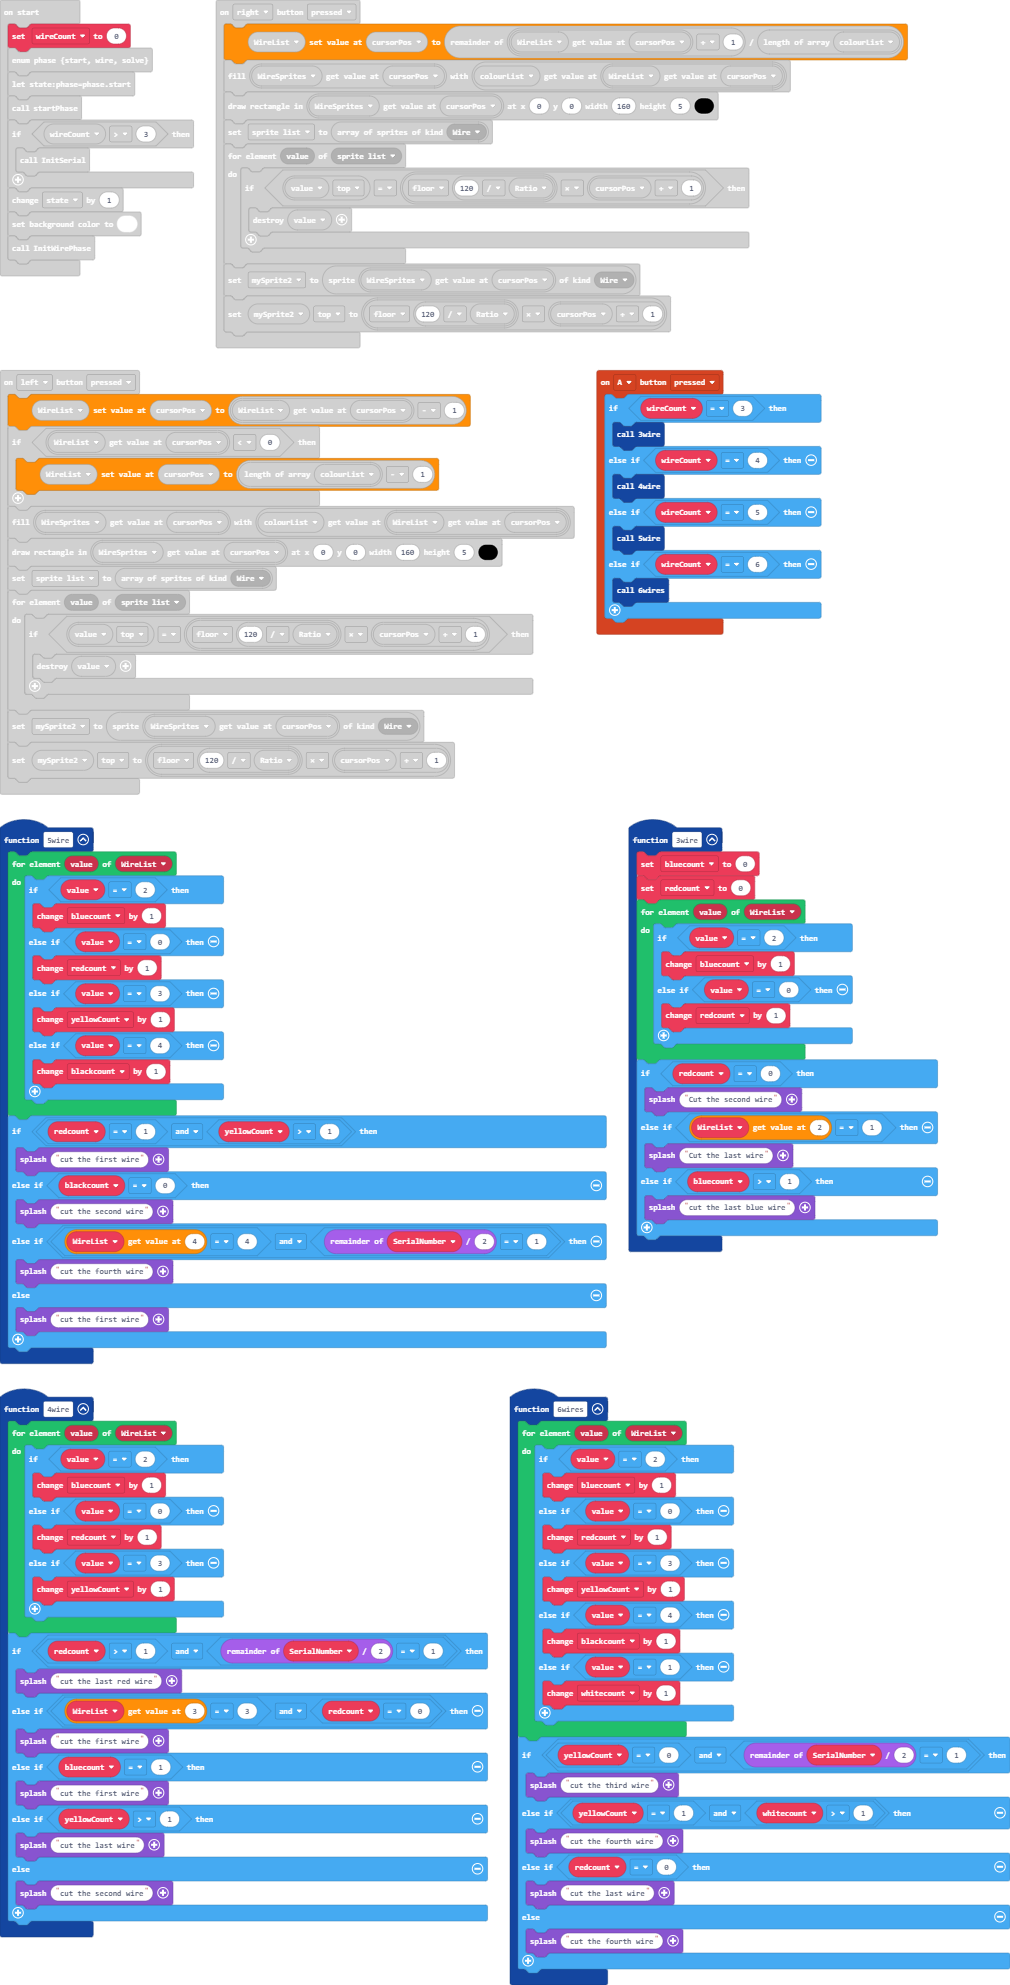 on start
set wireCount to 0
enum phase {start, wire, solve}
let state:phase=phase.start
call startPhase
if wireCount > 3 then
call InitSerial
change state by 1
set background color to
call InitWirePhase
on right button pressed
WireList set value at cursorPos to remainder of WireList get value at cursorPos + 1 / length of array colourList
fill WireSprites get value at cursorPos with colourList get value at WireList get value at cursorPos
draw rectangle in WireSprites get value at cursorPos at x 0 y 0 width 160 height 5
set sprite list to array of sprites of kind Wire
for element value of sprite list
do
if value top = floor 120 / Ratio × cursorPos + 1 then
destroy value
set mySprite2 to sprite WireSprites get value at cursorPos of kind Wire
set mySprite2 top to floor 120 / Ratio × cursorPos + 1
on left button pressed
WireList set value at cursorPos to WireList get value at cursorPos - 1
if WireList get value at cursorPos < 0 then
WireList set value at cursorPos to length of array colourList - 1
fill WireSprites get value at cursorPos with colourList get value at WireList get value at cursorPos
draw rectangle in WireSprites get value at cursorPos at x 0 y 0 width 160 height 5
set sprite list to array of sprites of kind Wire
for element value of sprite list
do
if value top = floor 120 / Ratio × cursorPos + 1 then
destroy value
set mySprite2 to sprite WireSprites get value at cursorPos of kind Wire
set mySprite2 top to floor 120 / Ratio × cursorPos + 1
on A button pressed
if wireCount = 3 then
call 3wire
else if wireCount = 4 then
call 4wire
else if wireCount = 5 then
call 5wire
else if wireCount = 6 then
call 6wires
function 5wire
for element value of WireList
do
if value = 2 then
change bluecount by 1
else if value = 0 then
change redcount by 1
else if value = 3 then
change yellowCount by 1
else if value = 4 then
change blackcount by 1
if redcount = 1 and yellowCount > 1 then
splash "cut the first wire"
else if blackcount = 0 then
splash "cut the second wire"
else if WireList get value at 4 = 4 and remainder of SerialNumber / 2 = 1 then
splash "cut the fourth wire"
else
splash "cut the first wire"
function 3wire
set bluecount to 0
set redcount to 0
for element value of WireList
do
if value = 2 then
change bluecount by 1
else if value = 0 then
change redcount by 1
if redcount = 0 then
splash "Cut the second wire"
else if WireList get value at 2 = 1 then
splash "Cut the last wire"
else if bluecount > 1 then
splash "cut the last blue wire"
function 4wire
for element value of WireList
do
if value = 2 then
change bluecount by 1
else if value = 0 then
change redcount by 1
else if value = 3 then
change yellowCount by 1
if redcount > 1 and remainder of SerialNumber / 2 = 1 then
splash "cut the last red wire"
else if WireList get value at 3 = 3 and redcount = 0 then
splash "cut the first wire"
else if bluecount = 1 then
splash "cut the first wire"
else if yellowCount > 1 then
splash "cut the last wire"
else
splash "cut the second wire"
function 6wires
for element value of WireList
do
if value = 2 then
change bluecount by 1
else if value = 0 then
change redcount by 1
else if value = 3 then
change yellowCount by 1
else if value = 4 then
change blackcount by 1
else if value = 1 then
change whitecount by 1
if yellowCount = 0 and remainder of SerialNumber / 2 = 1 then
splash "cut the third wire"
else if yellowCount = 1 and whitecount > 1 then
splash "cut the fourth wire"
else if redcount = 0 then
splash "cut the last wire"
else
splash "cut the fourth wire"